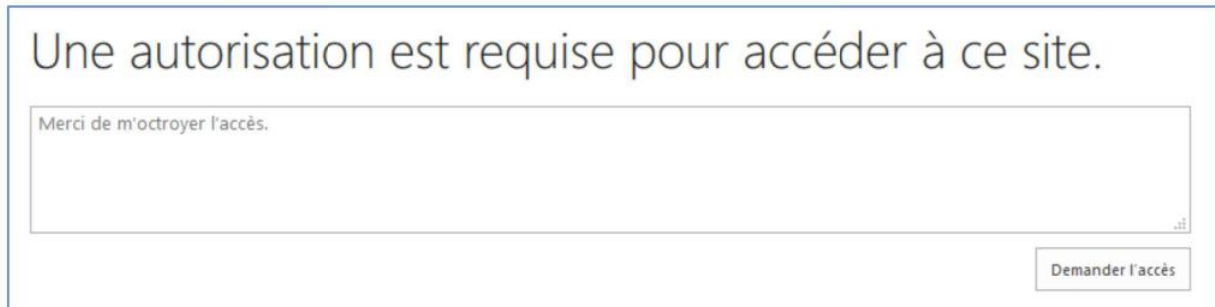 Une autorisation est requise pour accéder à ce site.
Merci de m'octroyer l'accès.
Demander l'accès